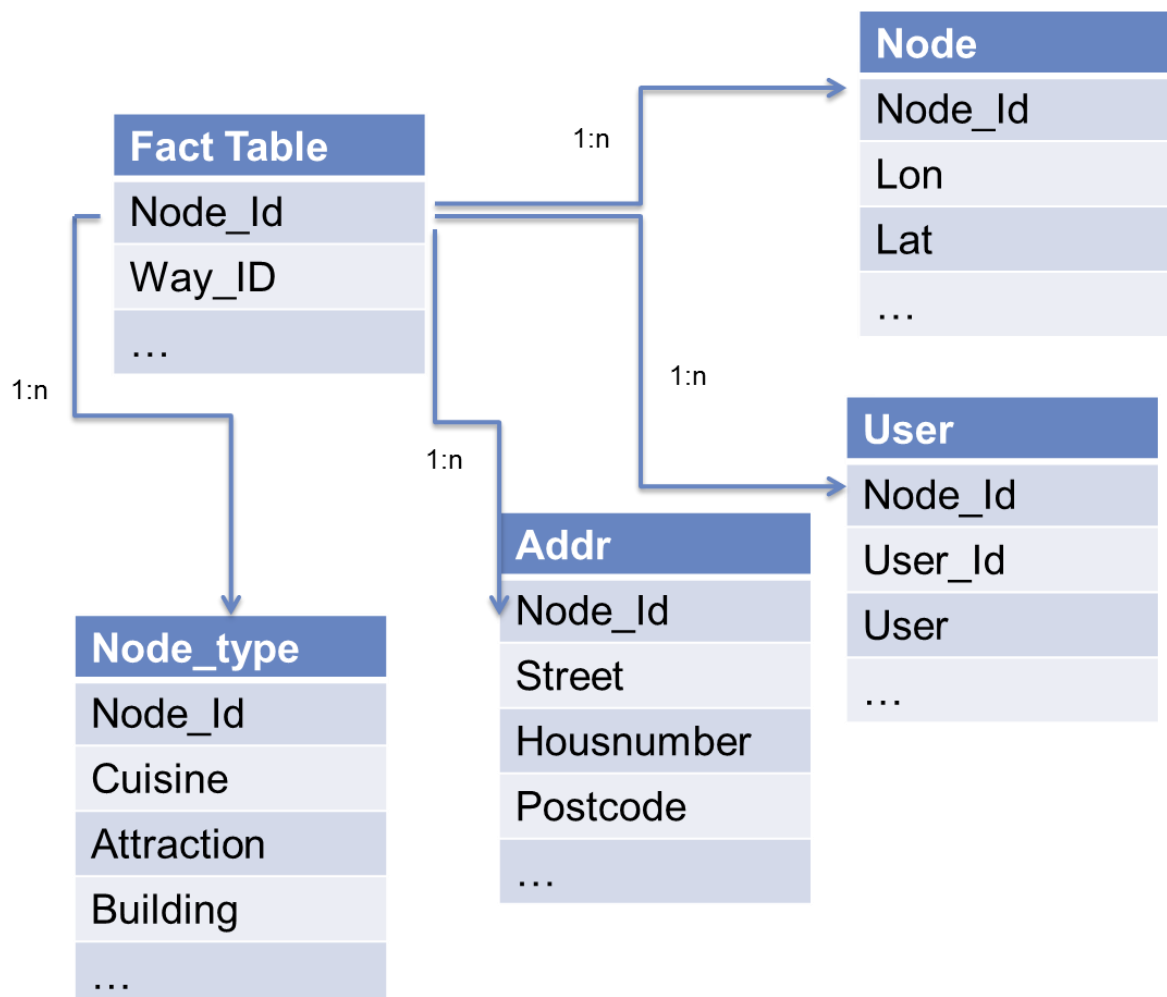 Fact Table
Node_Id
Way_ID
…
1:n
1:n
1:n
1:n
Node
Node_Id
Lon
Lat
…
User
Node_Id
User_Id
User
…
Addr
Node_Id
Street
Housnumber
Postcode
…
Node_type
Node_Id
Cuisine
Attraction
Building
…